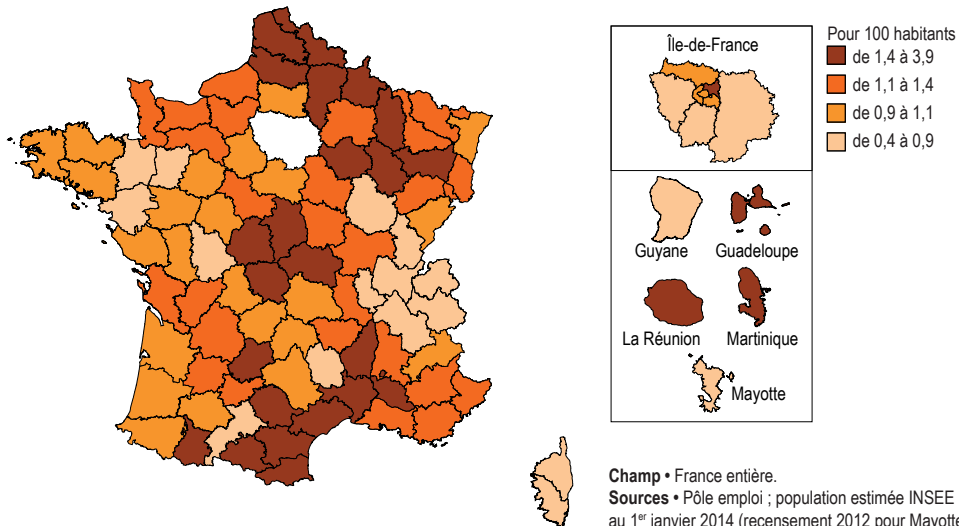 Île-de-France
Pour 100 habitants
de 1,4 à 3,9
de 1,1 à 1,4
de 0,9 à 1,1
de 0,4 à 0,9
Guyane
Guadeloupe
La Réunion
Martinique
Mayotte
Champ • France entière.
Sources • Pôle emploi ; population estimée INSEE
au 1er janvier 2014 (recensement 2012 pour Mayotte